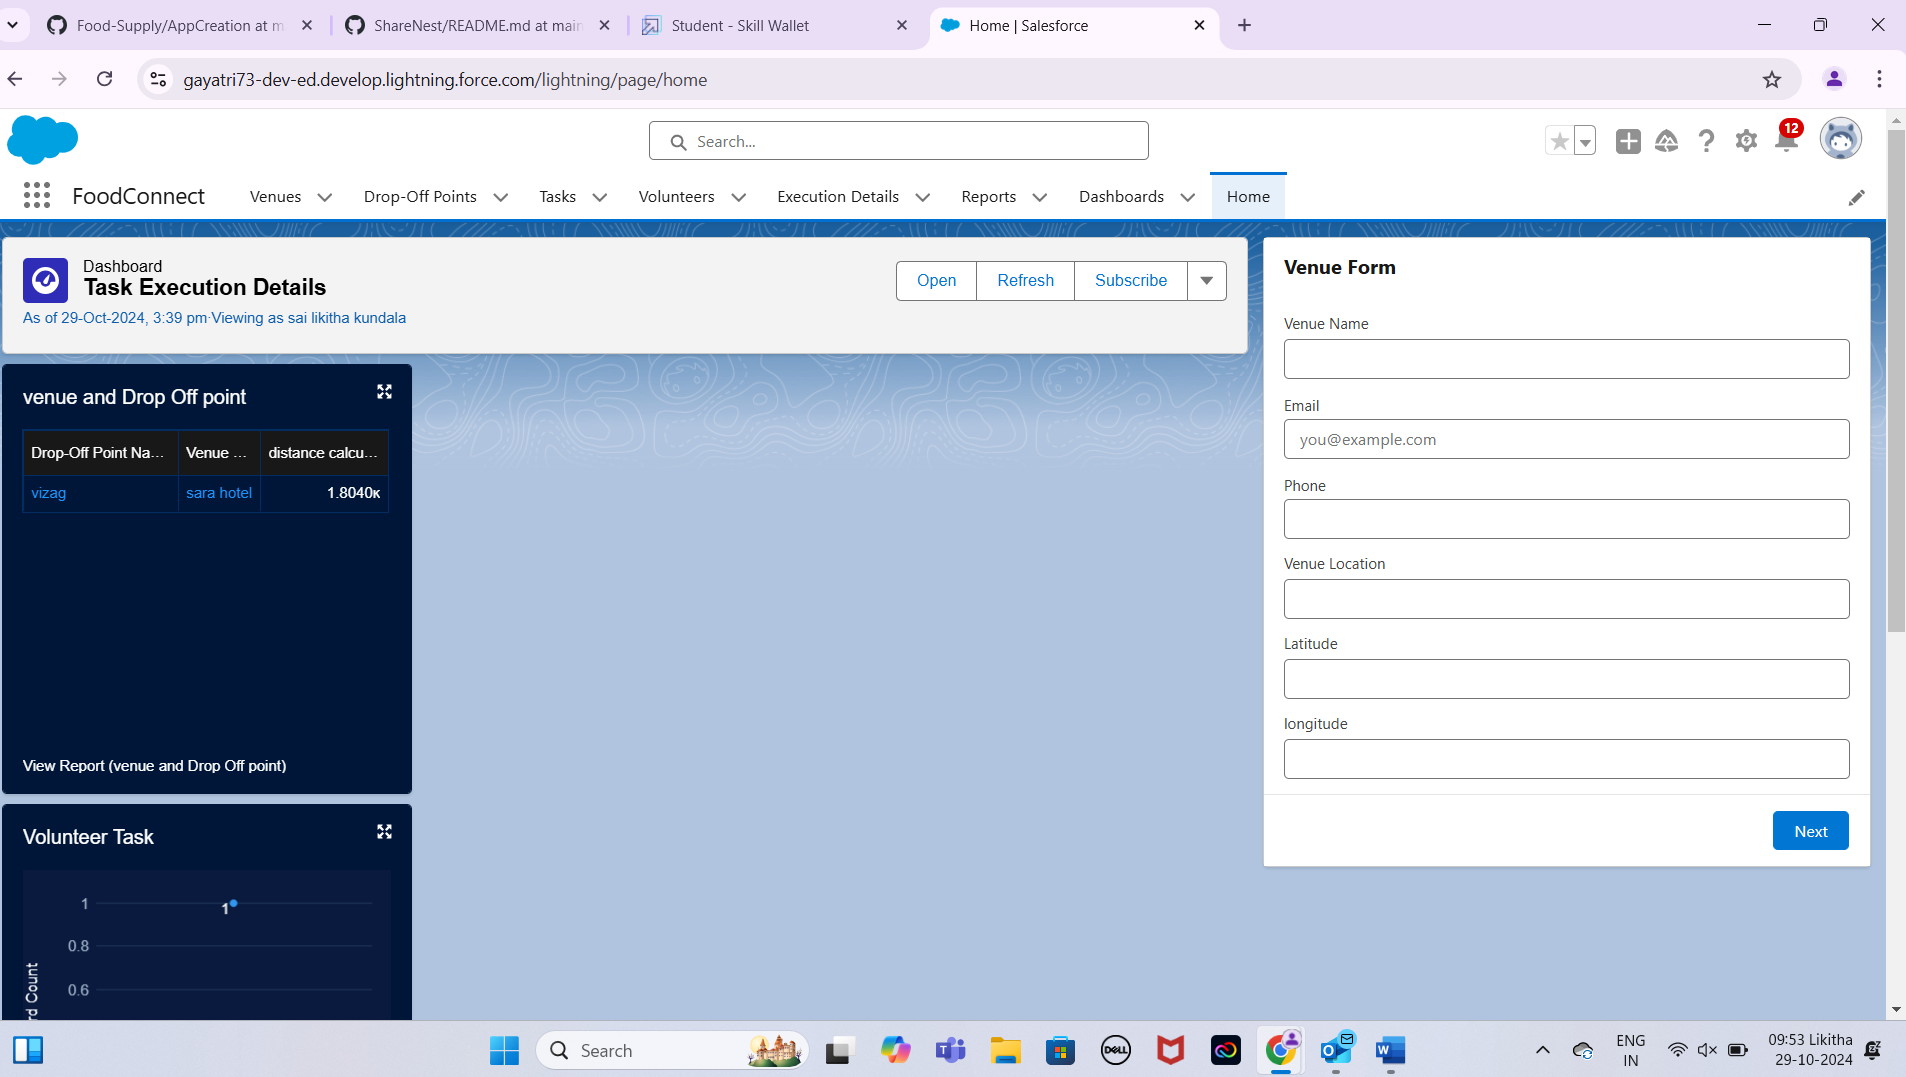 Food-Supply/AppCreation at m
ShareNest/README.md at main
Student - Skill Wallet
Home | Salesforce
gayatri73-dev-ed.develop.lightning.force.com/lightning/page/home
Search...
12
FoodConnect
Venues
Drop-Off Points
Tasks
Volunteers
Execution Details
Reports
Dashboards
Home
Dashboard
Task Execution Details
As of 29-Oct-2024, 3:39 pm·Viewing as sai likitha kundala
Open
Refresh
Subscribe
venue and Drop Off point
Drop-Off Point Na...
Venue ...
distance calcu...
vizag
sara hotel
1.8040κ
View Report (venue and Drop Off point)
Volunteer Task
1
1
0.8
0.6
rd Count
Venue Form
Venue Name
Email
you@example.com
Phone
Venue Location
Latitude
longitude
Next
Search
DELL
ENG
IN
09:53 Likitha
29-10-2024